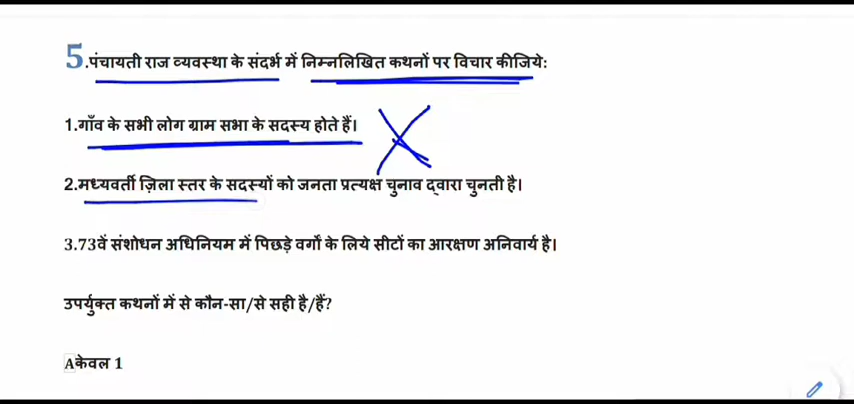 5.पंचायती राज व्यवस्था के संदर्भ में निम्नलिखित कथनों पर विचार कीजिये:
1.गाँव के सभी लोग ग्राम सभा के सदस्य होते हैं।
2.मध्यवर्ती ज़िला स्तर के सदस्यों को जनता प्रत्यक्ष चुनाव द्वारा चुनती है।
3.73वें संशोधन अधिनियम में पिछड़े वर्गों के लिये सीटों का आरक्षण अनिवार्य है।
उपर्युक्त कथनों में से कौन-सा/से सही है/हैं?
Aकेवल 1